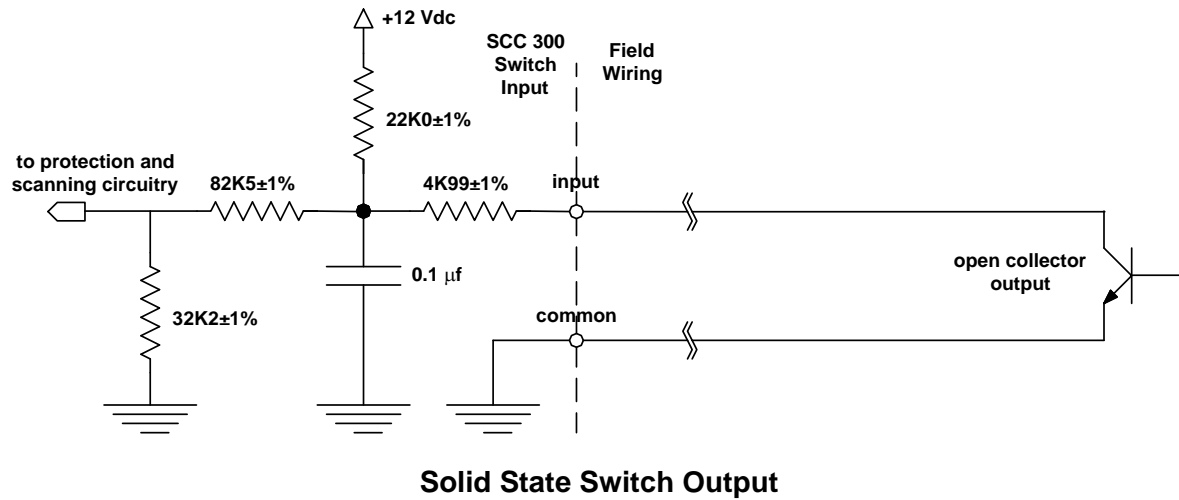 +12 Vdc
SCC 300
Switch
Input
Field
Wiring
22K0±1%
to protection and
scanning circuitry
82K5±1%
4K99±1%
input
0.1 μf
open collector
output
32K2±1%
common
Solid State Switch Output